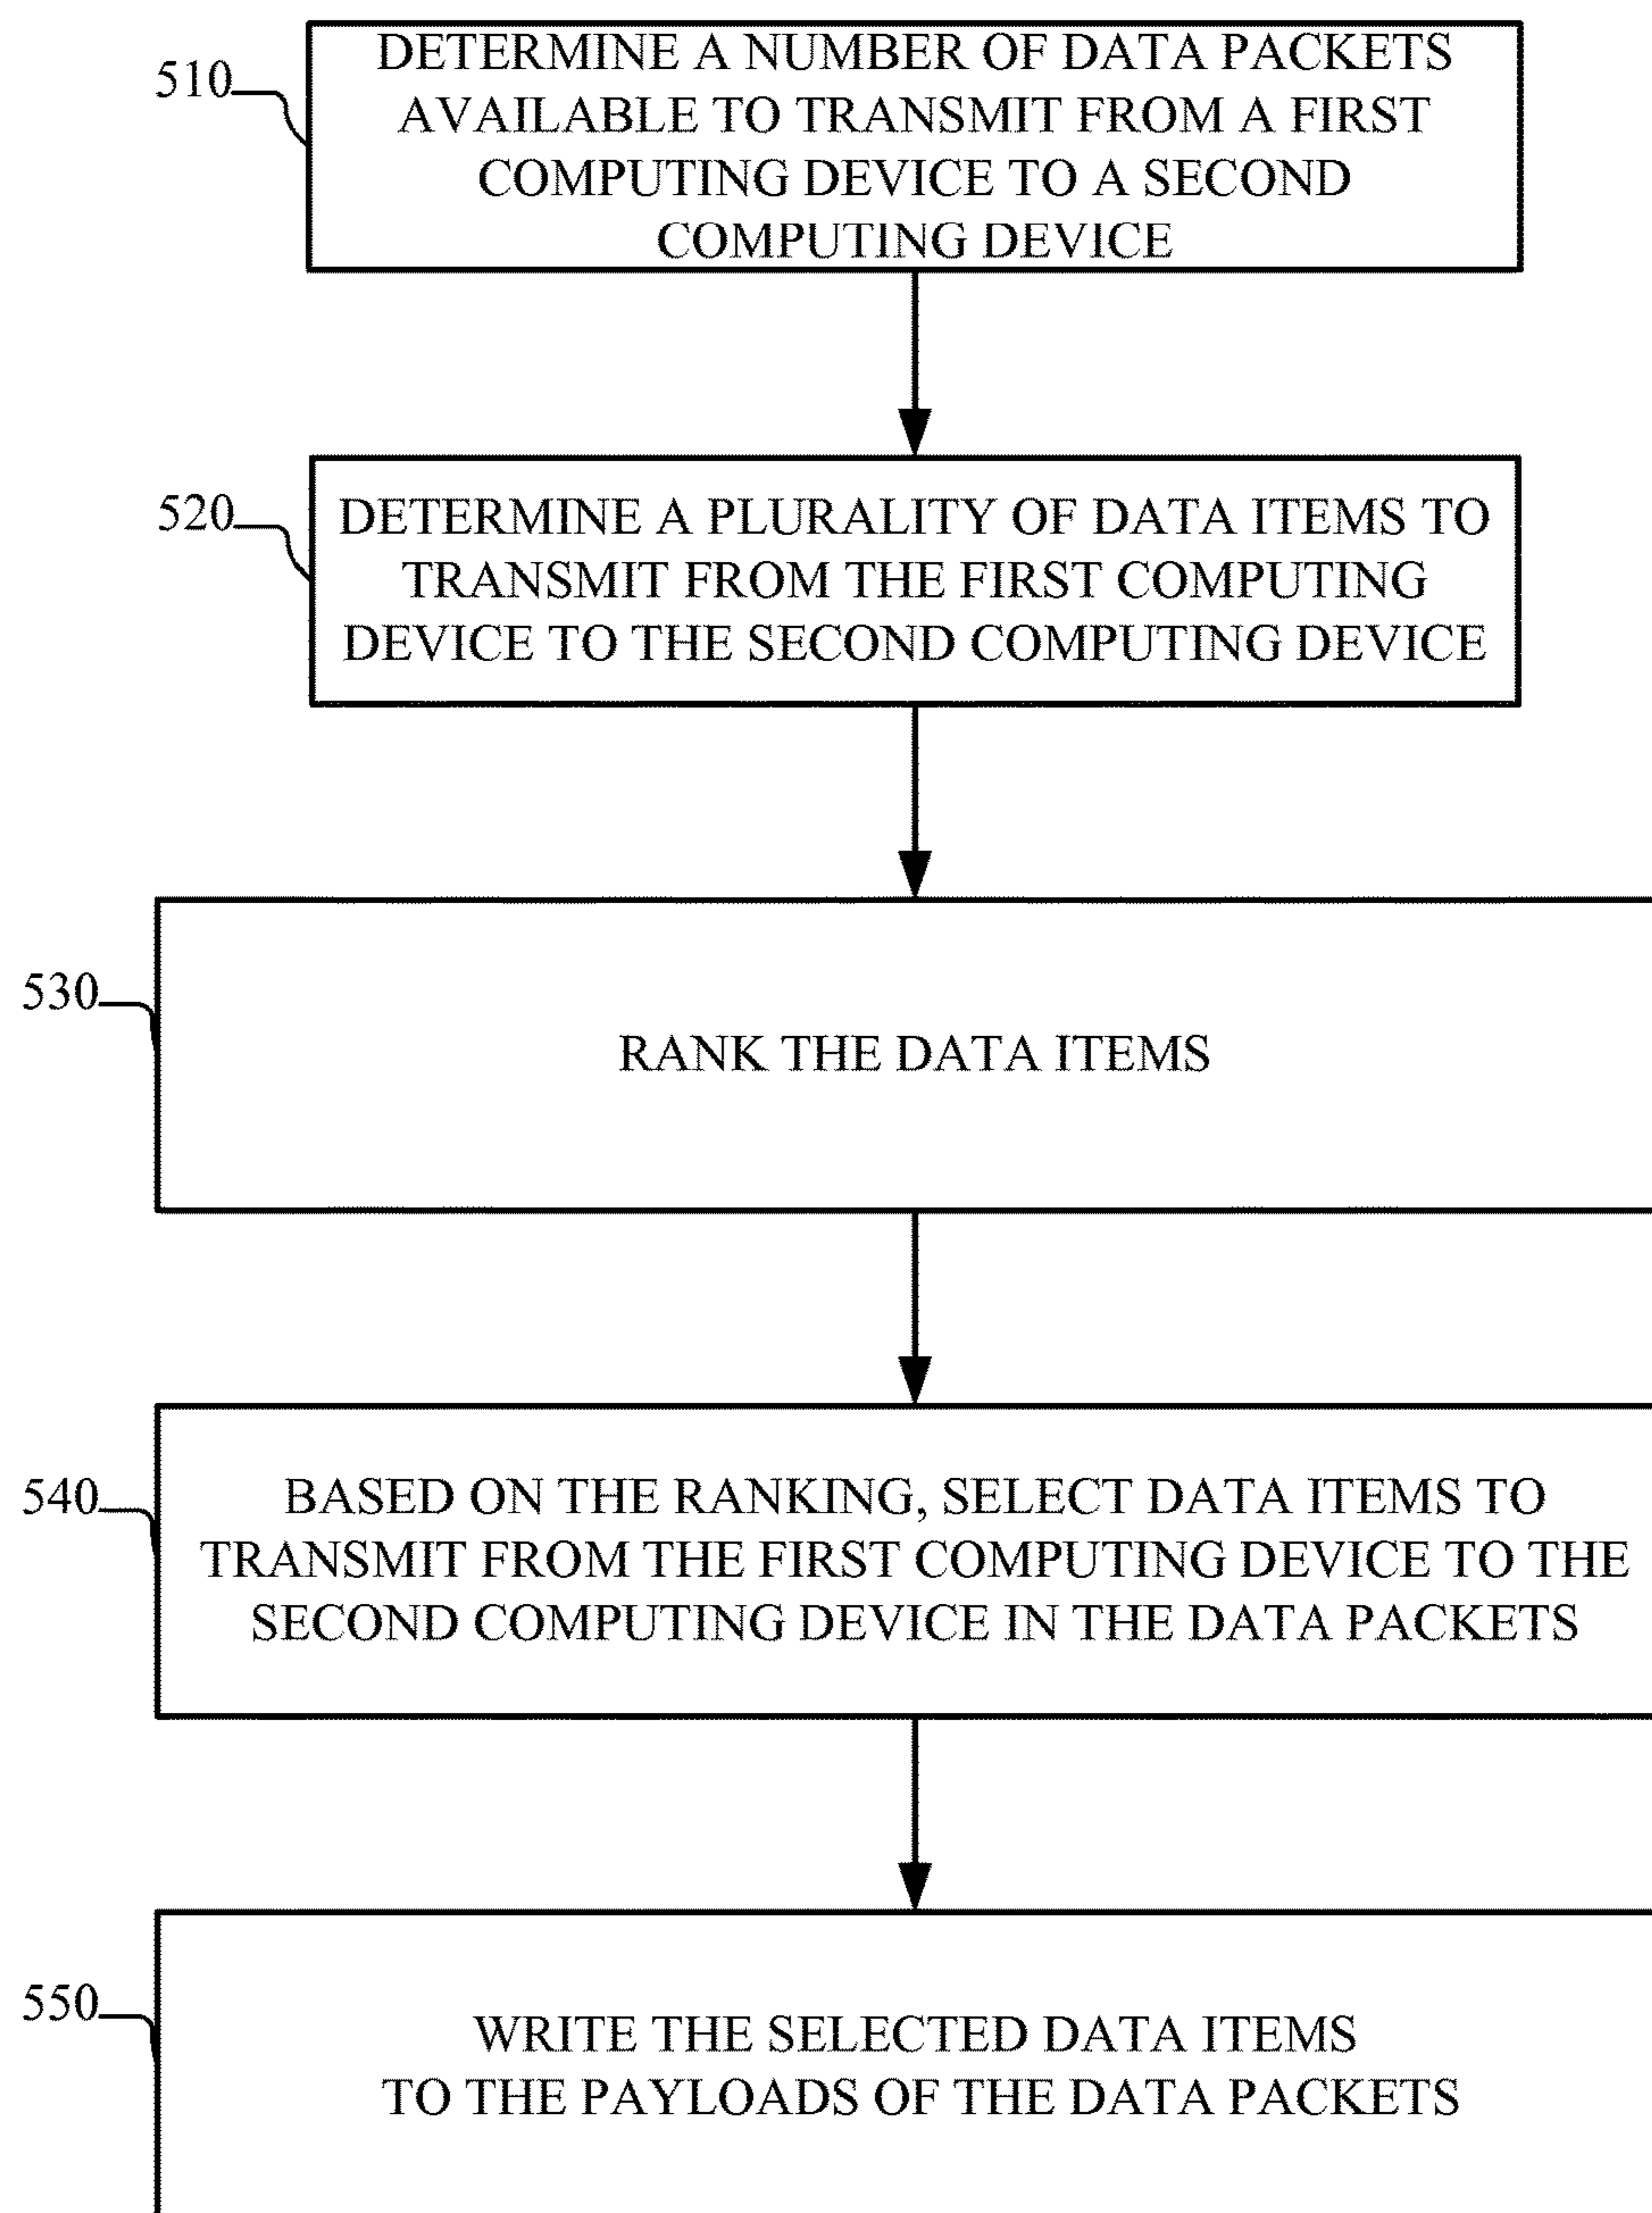 510
DETERMINE A NUMBER OF DATA PACKETS
AVAILABLE TO TRANSMIT FROM A FIRST
COMPUTING DEVICE TO A SECOND
COMPUTING DEVICE
520
DETERMINE A PLURALITY OF DATA ITEMS TO
TRANSMIT FROM THE FIRST COMPUTING
DEVICE TO THE SECOND COMPUTING DEVICE
530
RANK THE DATA ITEMS
540
BASED ON THE RANKING, SELECT DATA ITEMS TO
TRANSMIT FROM THE FIRST COMPUTING DEVICE TO THE
SECOND COMPUTING DEVICE IN THE DATA PACKETS
550
WRITE THE SELECTED DATA ITEMS
TO THE PAYLOADS OF THE DATA PACKETS